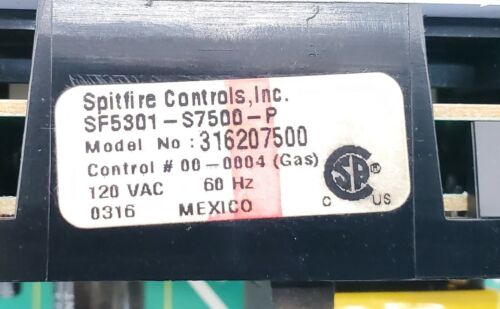 Spitfire Controls, Inc.
SF5301-S7500-P
Model No: 316207500
Control # 00-0004 (Gas)
120 VAC 60 Hz
0316 MEXICO
SP ®
C US